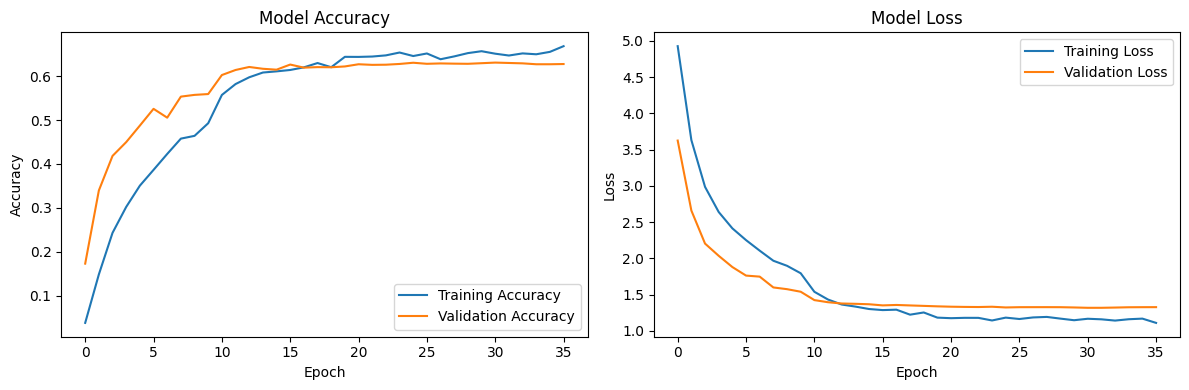 Model Accuracy
Accuracy
0.6
0.5
0.4
0.3
0.2
0.1
Training Accuracy
Validation Accuracy
0 5 10 15 20 25 30 35
Epoch
Model Loss
Loss
5.0
4.5
4.0
3.5
3.0
2.5
2.0
1.5
1.0
Training Loss
Validation Loss
0 5 10 15 20 25 30 35
Epoch